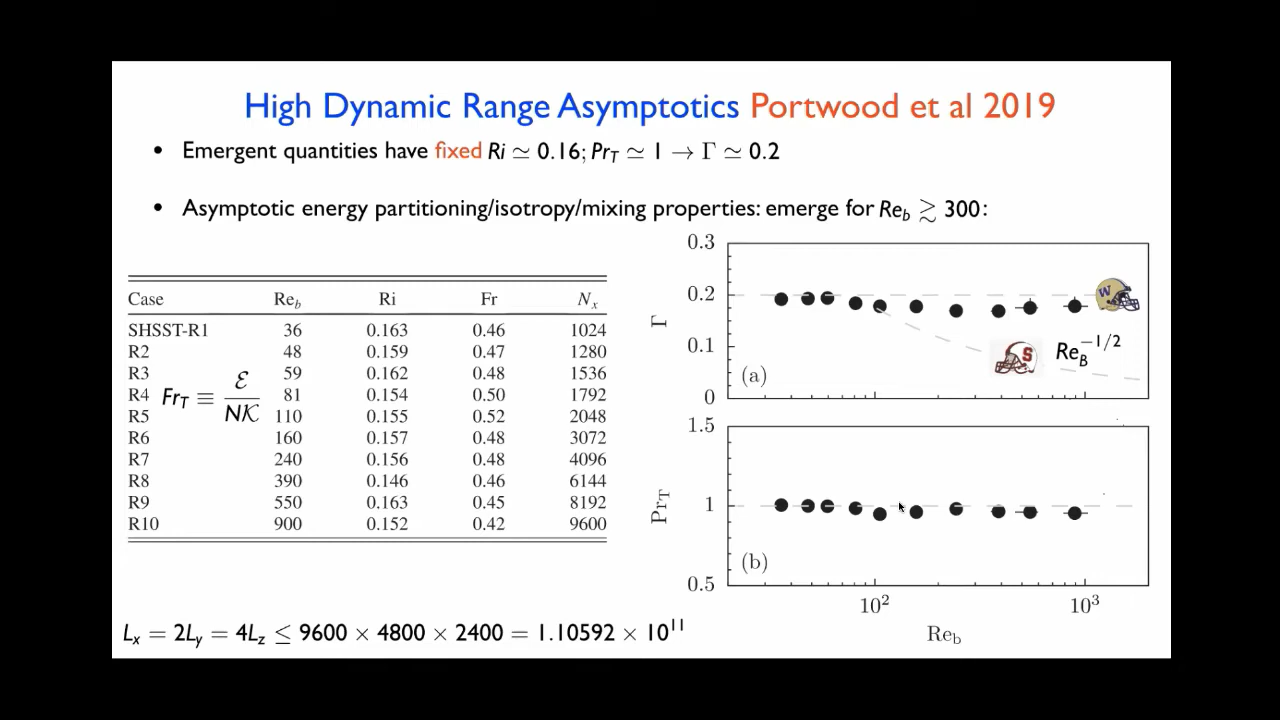 High Dynamic Range Asymptotics Portwood et al 2019
• Emergent quantities have fixed Ri ≃ 0.16; Pr_T ≃ 1 → Γ ≃ 0.2
• Asymptotic energy partitioning/isotropy/mixing properties: emerge for Re_b ≳ 300:
Case Re_b Ri Fr N_x
SHSST-R1 36 0.163 0.46 1024
R2 48 0.159 0.47 1280
R3 59 0.162 0.48 1536
R4 81 0.154 0.50 1792
R5 110 0.155 0.52 2048
R6 160 0.157 0.48 3072
R7 240 0.156 0.48 4096
R8 390 0.146 0.46 6144
R9 550 0.163 0.45 8192
R10 900 0.152 0.42 9600
Fr_T ≡ ℰ / N𝒦
L_x = 2L_y = 4L_z ≤ 9600 × 4800 × 2400 = 1.10592 × 10^11
0.3
0.2
0.1
0
Γ
(a)
W
S
Re_B^{-1/2}
1.5
1
0.5
Pr_T
(b)
10^2 10^3
Re_b